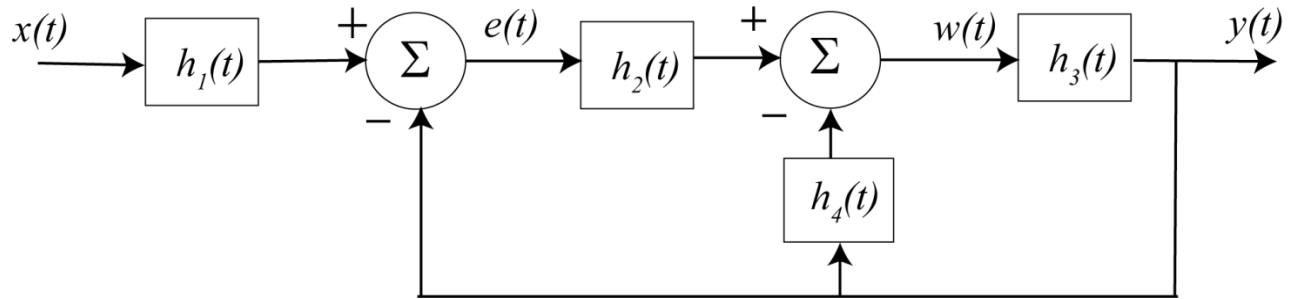 x(t)
h₁(t)
+
−
Σ
e(t)
h₂(t)
+
−
Σ
w(t)
h₃(t)
y(t)
h₄(t)